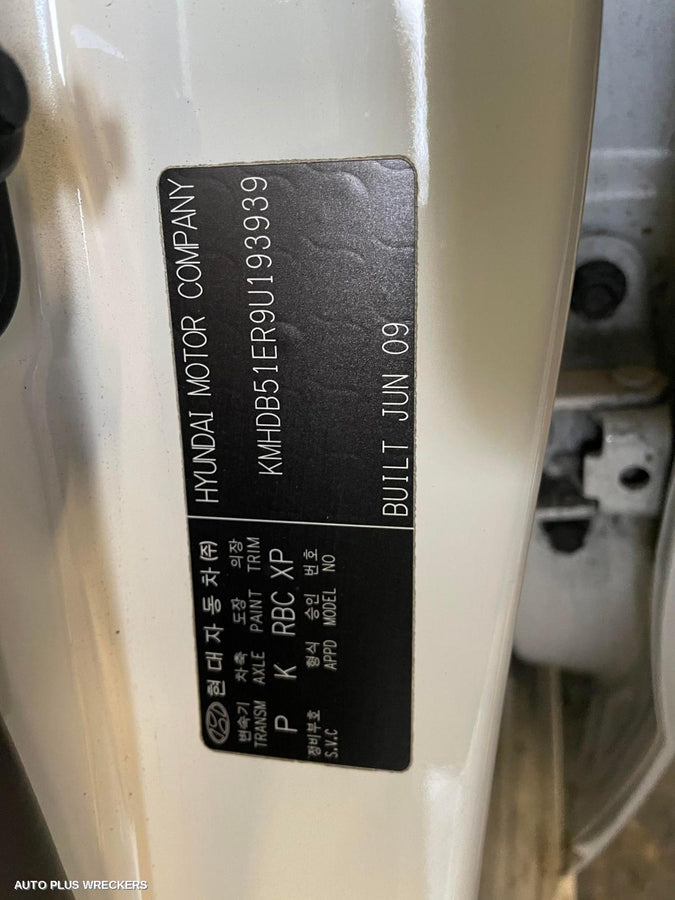 현대자동차(주)
변속기 차축 도장 의장
TRANSM AXLE PAINT TRIM
P K RBC XP
정비부호 형식 승인 번호
S.V.C APPD MODEL NO
HYUNDAI MOTOR COMPANY
KMHDB51ER9U193939
BUILT JUN 09
AUTO PLUS WRECKERS